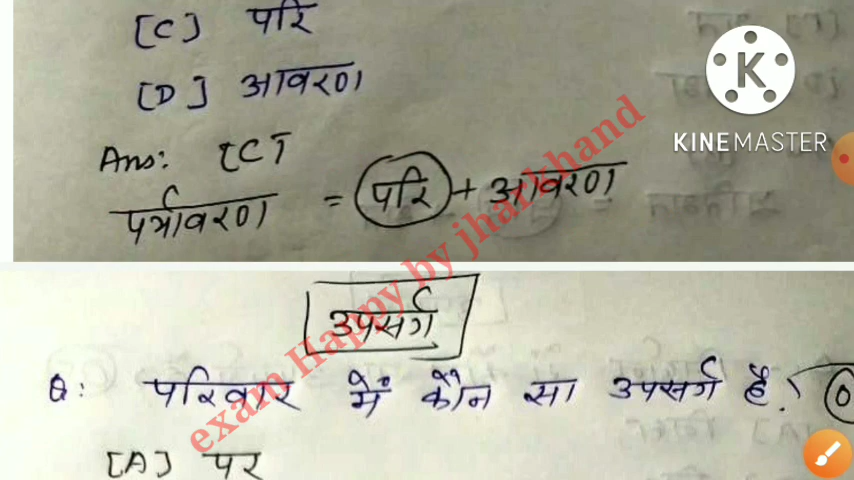 [C] परि
[D] आवरण
Ans: [C]
पर्यावरण = परि + आवरण
उपसर्ग
Q: परिवार में कौन सा उपसर्ग है.
[A] पर
K
KINEMASTER
exam Happy by jharkhand